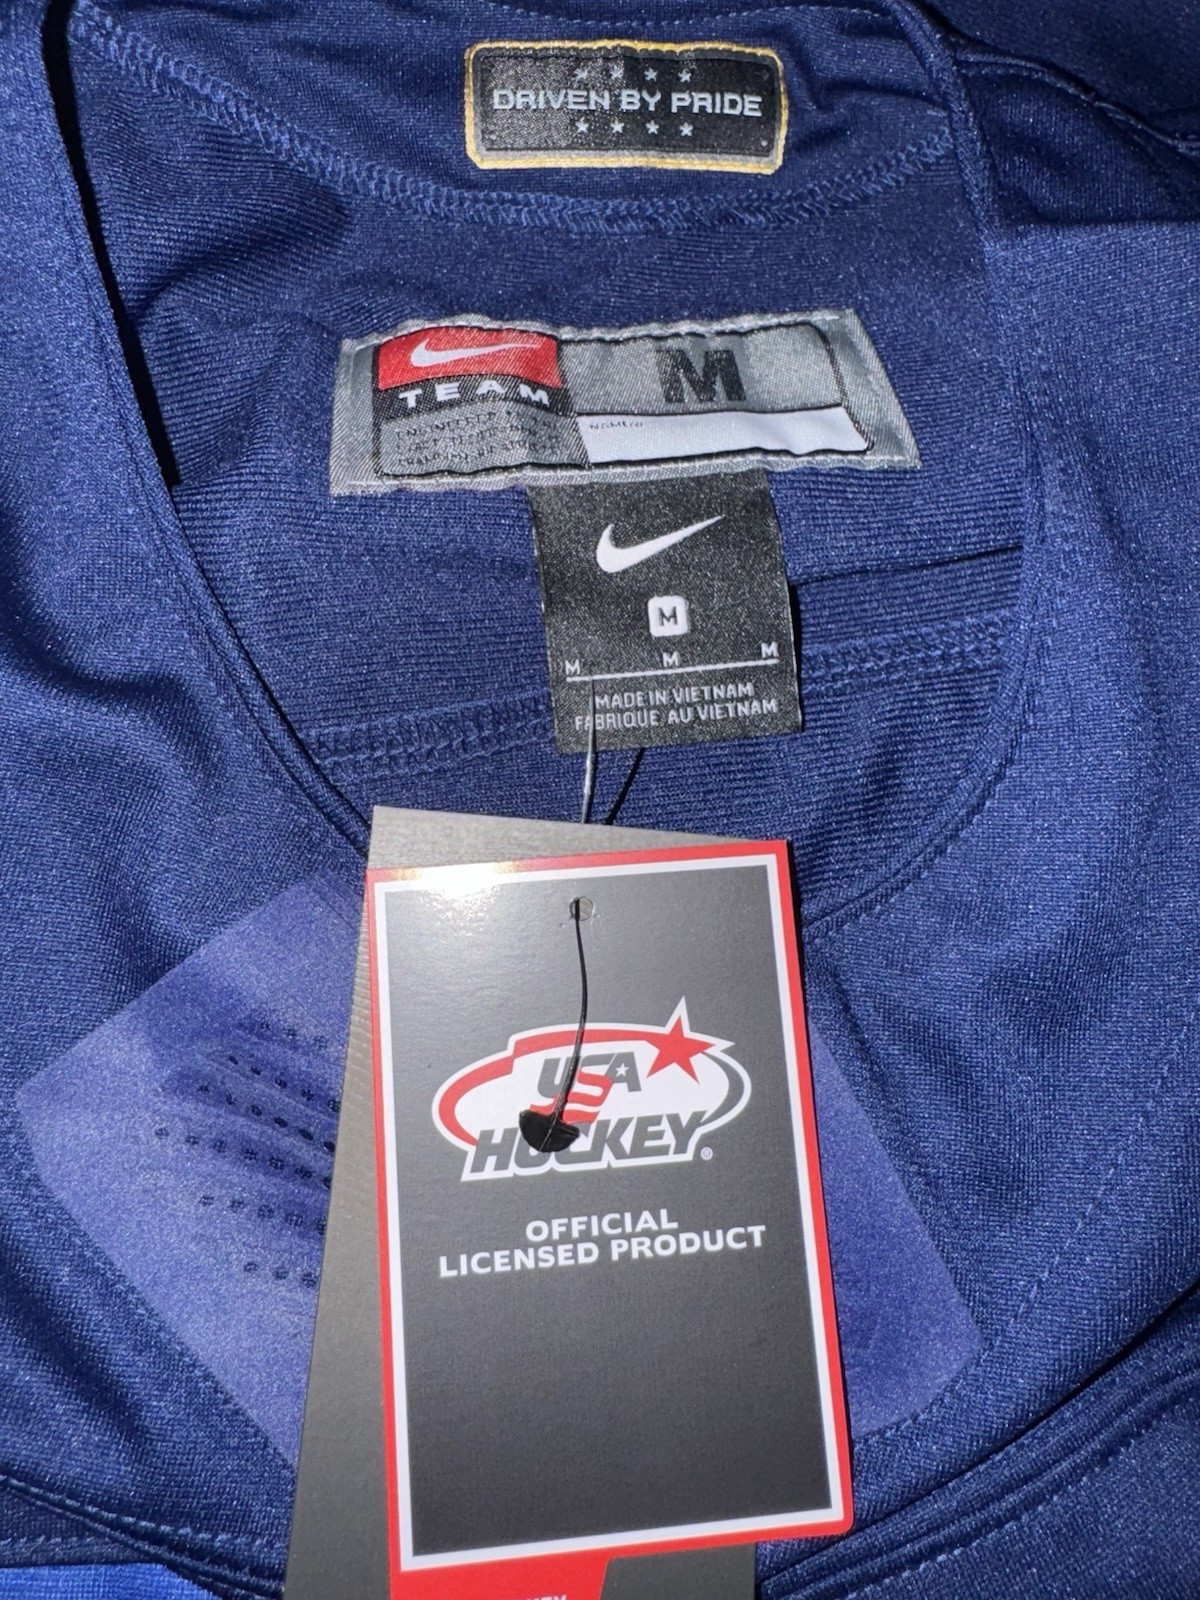 DRIVEN BY PRIDE
TEAM
M
M
M M M
MADE IN VIETNAM
FABRIQUE AU VIETNAM
USA
HOCKEY®
OFFICIAL
LICENSED PRODUCT